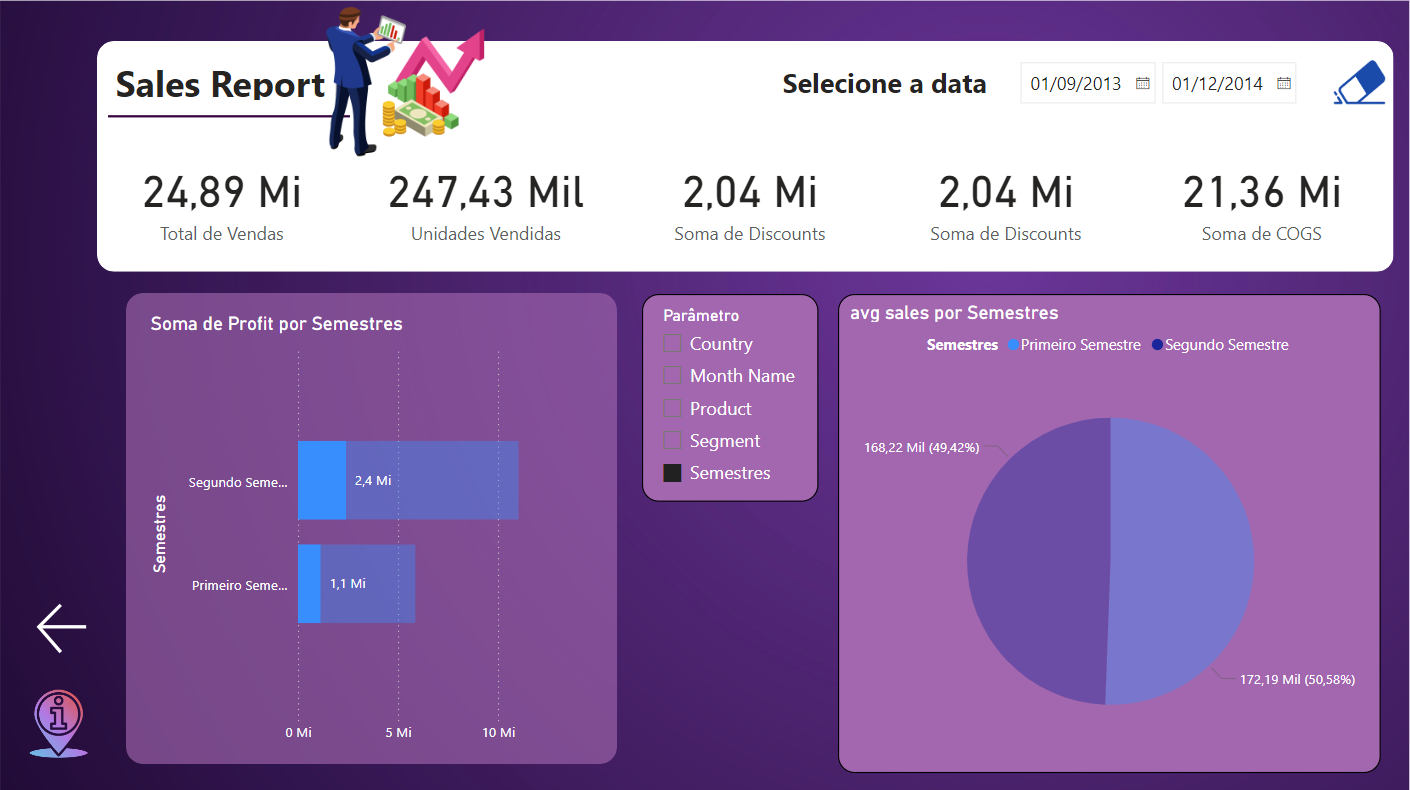 Sales Report
Selecione a data
01/09/2013
01/12/2014
24,89 Mi
Total de Vendas
247,43 Mil
Unidades Vendidas
2,04 Mi
Soma de Discounts
2,04 Mi
Soma de Discounts
21,36 Mi
Soma de COGS
Soma de Profit por Semestres
Semestres
Segundo Seme...
2,4 Mi
Primeiro Seme...
1,1 Mi
0 Mi
5 Mi
10 Mi
Parâmetro
Country
Month Name
Product
Segment
Semestres
avg sales por Semestres
Semestres Primeiro Semestre Segundo Semestre
168,22 Mil (49,42%)
172,19 Mil (50,58%)
i